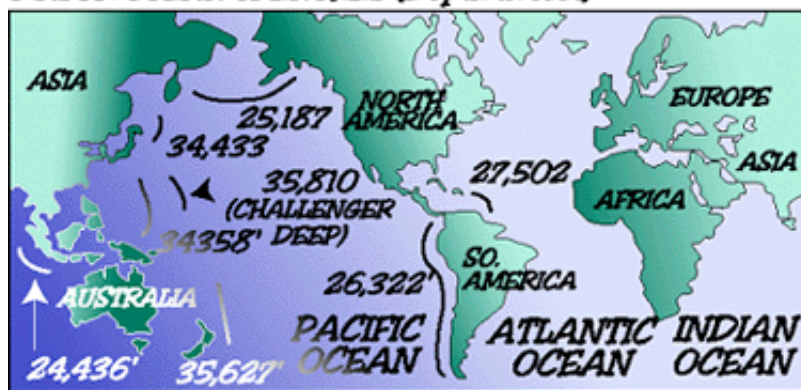 ASIA
NORTH
AMERICA
EUROPE
ASIA
25,187
34,433
35,810
(CHALLENGER
DEEP)
27,502
AFRICA
34358'
SO.
AMERICA
26,322'
AUSTRALIA
PACIFIC
OCEAN
ATLANTIC
OCEAN
INDIAN
OCEAN
24,436'
35,627'